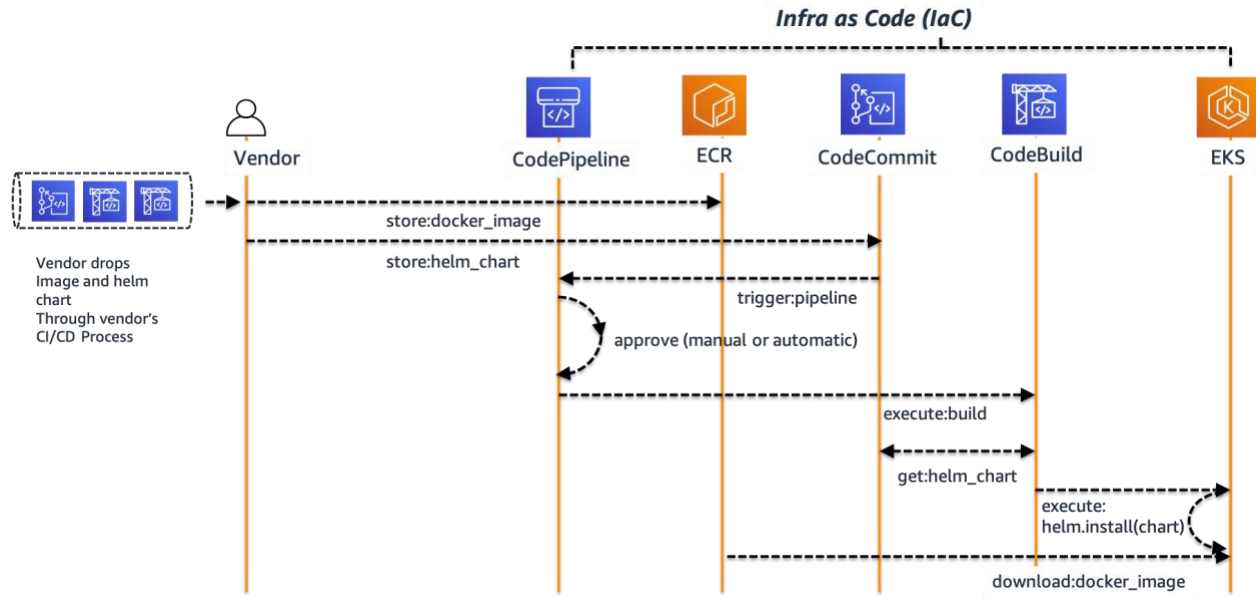 Infra as Code (IaC)
Vendor
CodePipeline
ECR
CodeCommit
CodeBuild
EKS
store:docker_image
store:helm_chart
Vendor drops
Image and helm
chart
Through vendor's
CI/CD Process
trigger:pipeline
approve (manual or automatic)
execute:build
get:helm_chart
execute:
helm.install(chart)
download:docker_image